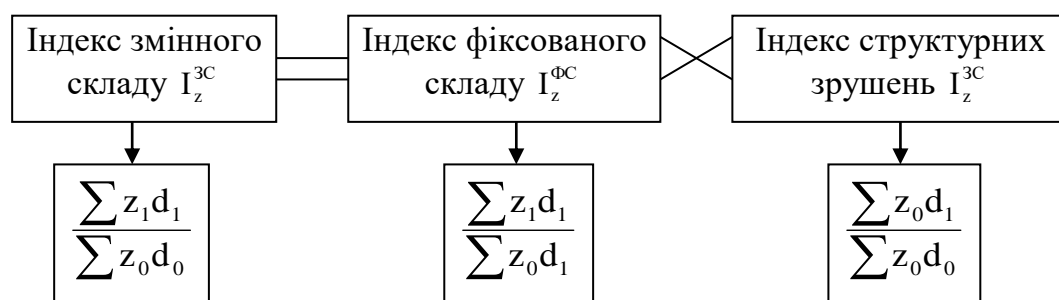 Індекс змінного
складу I_z^ЗС
Індекс фіксованого
складу I_z^ФС
Індекс структурних
зрушень I_z^ЗС
∑ z₁d₁
∑ z₀d₀
∑ z₁d₁
∑ z₀d₁
∑ z₀d₁
∑ z₀d₀